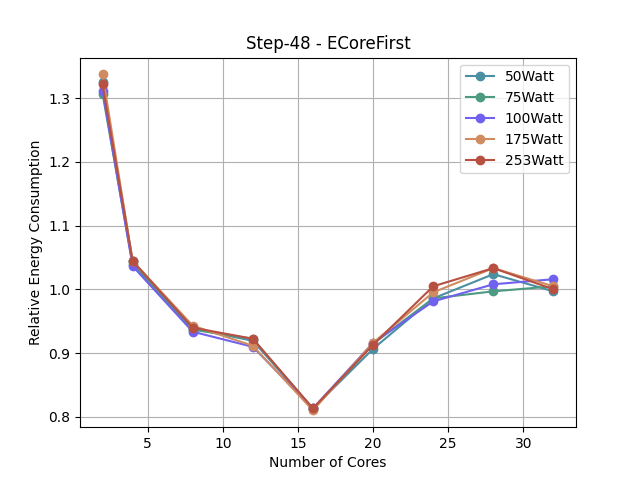 Step-48 - ECoreFirst
Relative Energy Consumption
1.3
1.2
1.1
1.0
0.9
0.8
50Watt
75Watt
100Watt
175Watt
253Watt
5 10 15 20 25 30
Number of Cores